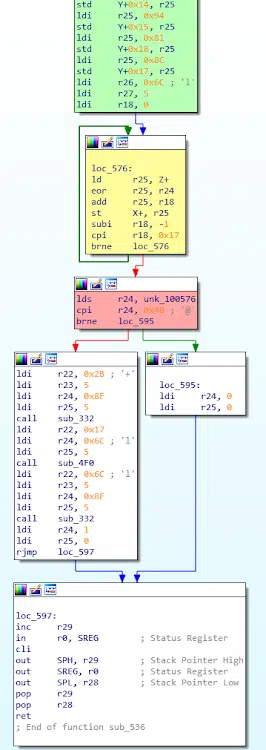 std Y+0x14, r25
ldi r25, 0x94
std Y+0x15, r25
ldi r25, 0xB1
std Y+0x16, r25
ldi r25, 0x8C
std Y+0x17, r25
ldi r26, 0x6C ; 'l'
ldi r27, 5
ldi r18, 0
loc_576:
ld r25, Z+
eor r25, r24
add r25, r18
st X+, r25
subi r18, -1
cpi r18, 0x17
brne loc_576
lds r24, unk_100576
cpi r24, 0x40 ; '@'
brne loc_595
ldi r22, 0x2B ; '+'
ldi r23, 5
ldi r24, 0x8F
ldi r25, 5
call sub_332
ldi r22, 0x17
ldi r24, 0x6C ; 'l'
ldi r25, 5
call sub_4F0
ldi r22, 0x6C ; 'l'
ldi r23, 5
ldi r24, 0x8F
ldi r25, 5
call sub_332
ldi r24, 1
ldi r25, 0
rjmp loc_597
loc_595:
ldi r24, 0
ldi r25, 0
loc_597:
inc r29
in r0, SREG ; Status Register
cli
out SPH, r29 ; Stack Pointer High
out SREG, r0 ; Status Register
out SPL, r28 ; Stack Pointer Low
pop r29
pop r28
ret
; End of function sub_536